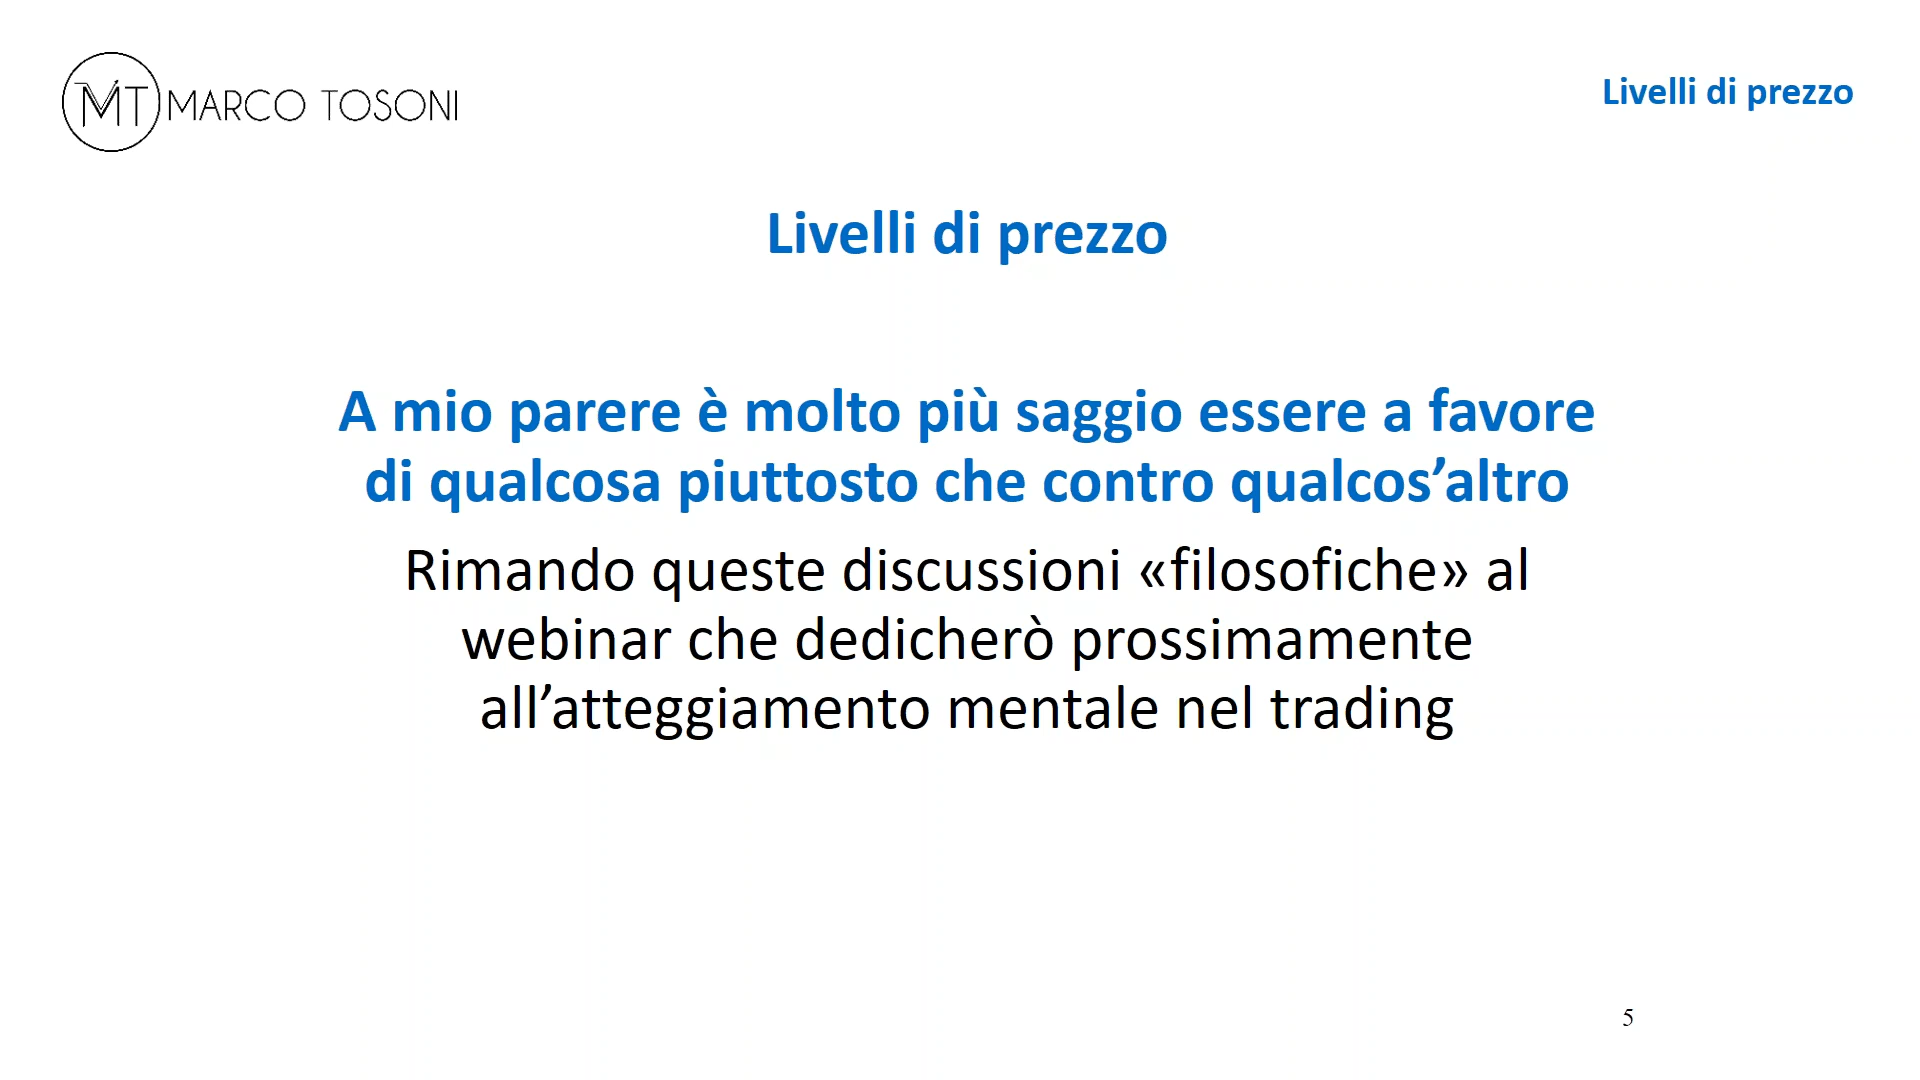 MT MARCO TOSONI
Livelli di prezzo
Livelli di prezzo
A mio parere è molto più saggio essere a favore
di qualcosa piuttosto che contro qualcos’altro
Rimando queste discussioni «filosofiche» al
webinar che dedicherò prossimamente
all’atteggiamento mentale nel trading
5